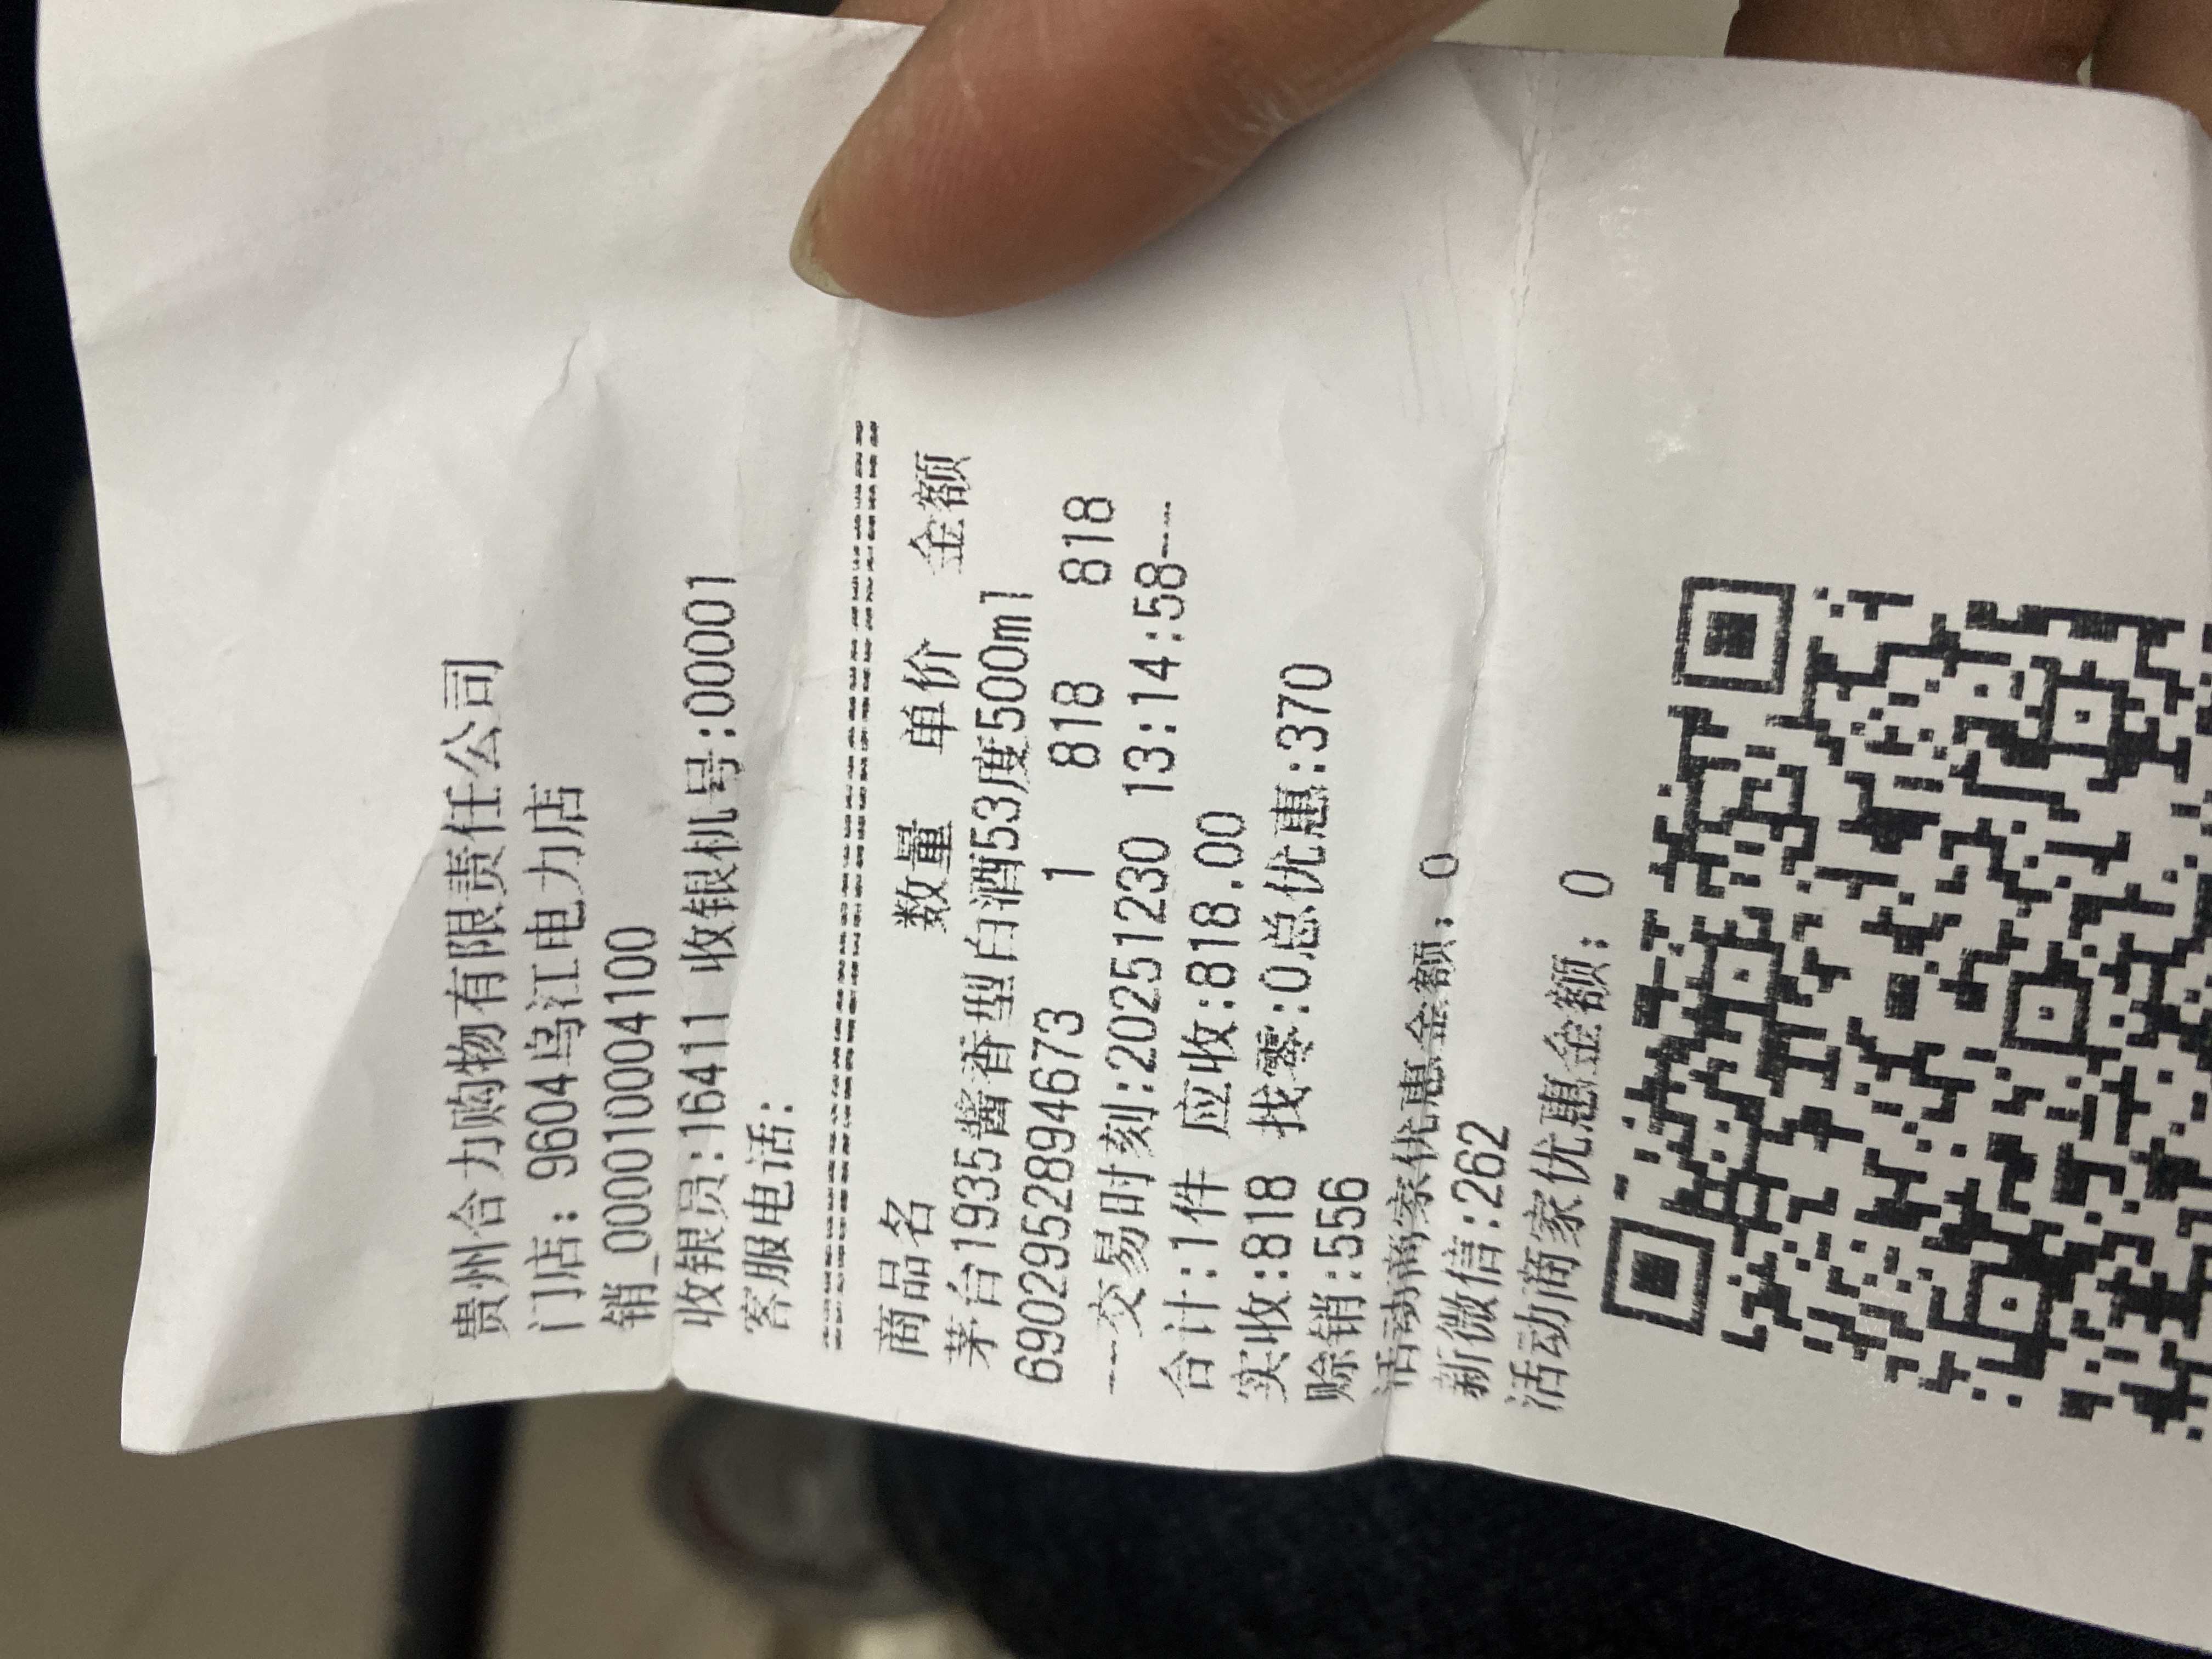 贵州合力购物有限责任公司
门店: 9604乌江电力店
销_000010004100
收银员:16411 收银机号:00001
客服电话:
================================
商品名 数量 单价 金额
茅台1935酱香型白酒53度500ml
6902952894673 1 818 818
---交易时刻:20251230 13:14:58---
合计:1件 应收:818.00
实收:818 找零:0总优惠:370
赊销:556
活动商家优惠金额: 0
新微信:262
活动商家优惠金额: 0